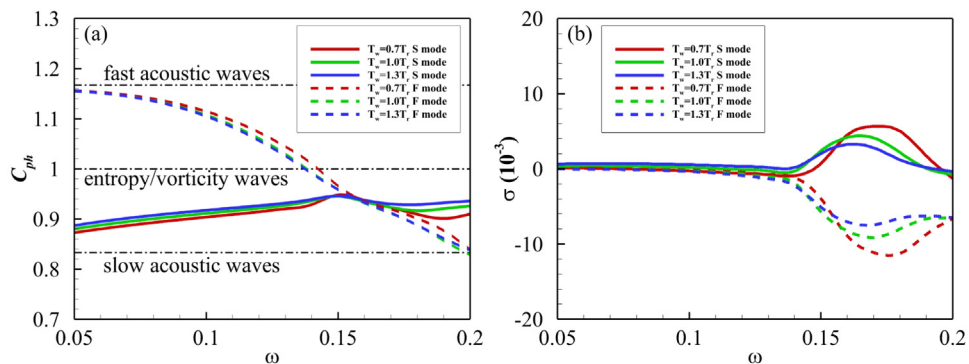 (a)
T_w=0.7T_r S mode
T_w=1.0T_r S mode
T_w=1.3T_r S mode
T_w=0.7T_r F mode
T_w=1.0T_r F mode
T_w=1.3T_r F mode
fast acoustic waves
entropy/vorticity waves
slow acoustic waves
C_ph
1.3
1.2
1.1
1
0.9
0.8
0.7
0.05
0.1
0.15
0.2
ω
(b)
T_w=0.7T_r S mode
T_w=1.0T_r S mode
T_w=1.3T_r S mode
T_w=0.7T_r F mode
T_w=1.0T_r F mode
T_w=1.3T_r F mode
σ (10⁻³)
20
10
0
-10
-20
0.05
0.1
0.15
0.2
ω